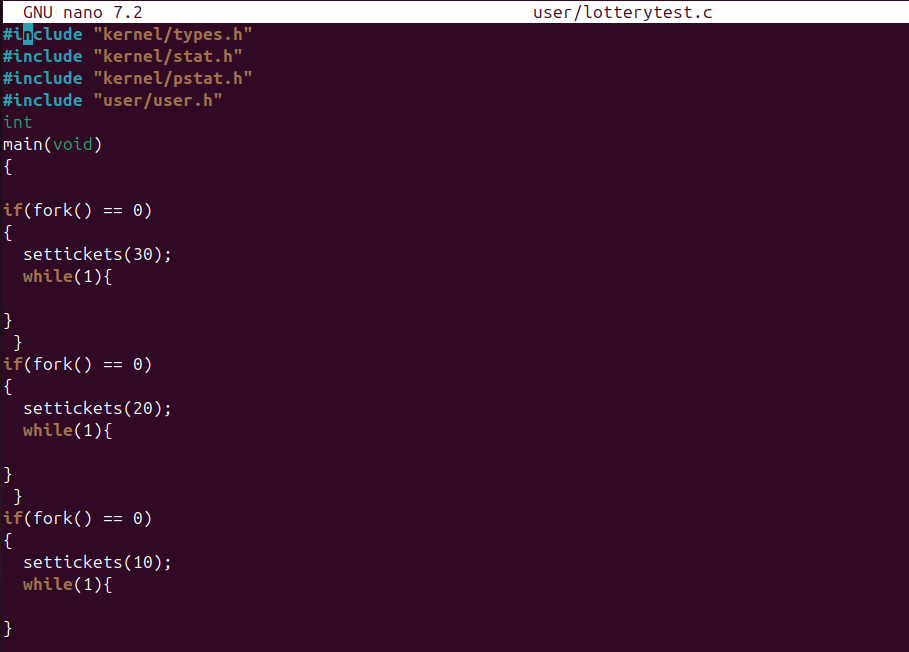 GNU nano 7.2 user/lotterytest.c
#include "kernel/types.h"
#include "kernel/stat.h"
#include "kernel/pstat.h"
#include "user/user.h"
int
main(void)
{
if(fork() == 0)
{
  settickets(30);
  while(1){
}
 }
if(fork() == 0)
{
  settickets(20);
  while(1){
}
 }
if(fork() == 0)
{
  settickets(10);
  while(1){
}